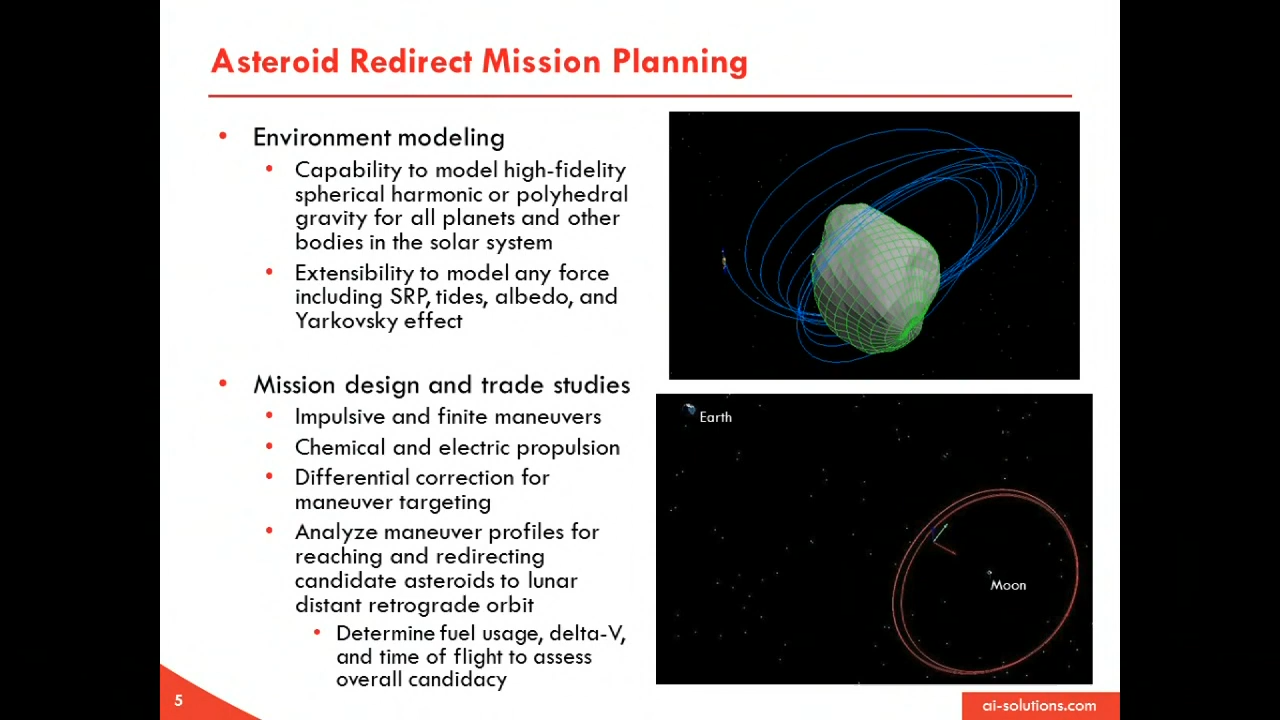 Asteroid Redirect Mission Planning
• Environment modeling
• Capability to model high-fidelity
spherical harmonic or polyhedral
gravity for all planets and other
bodies in the solar system
• Extensibility to model any force
including SRP, tides, albedo, and
Yarkovsky effect
• Mission design and trade studies
• Impulsive and finite maneuvers
• Chemical and electric propulsion
• Differential correction for
maneuver targeting
• Analyze maneuver profiles for
reaching and redirecting
candidate asteroids to lunar
distant retrograde orbit
• Determine fuel usage, delta-V,
and time of flight to assess
overall candidacy
Earth
Moon
5
ai-solutions.com